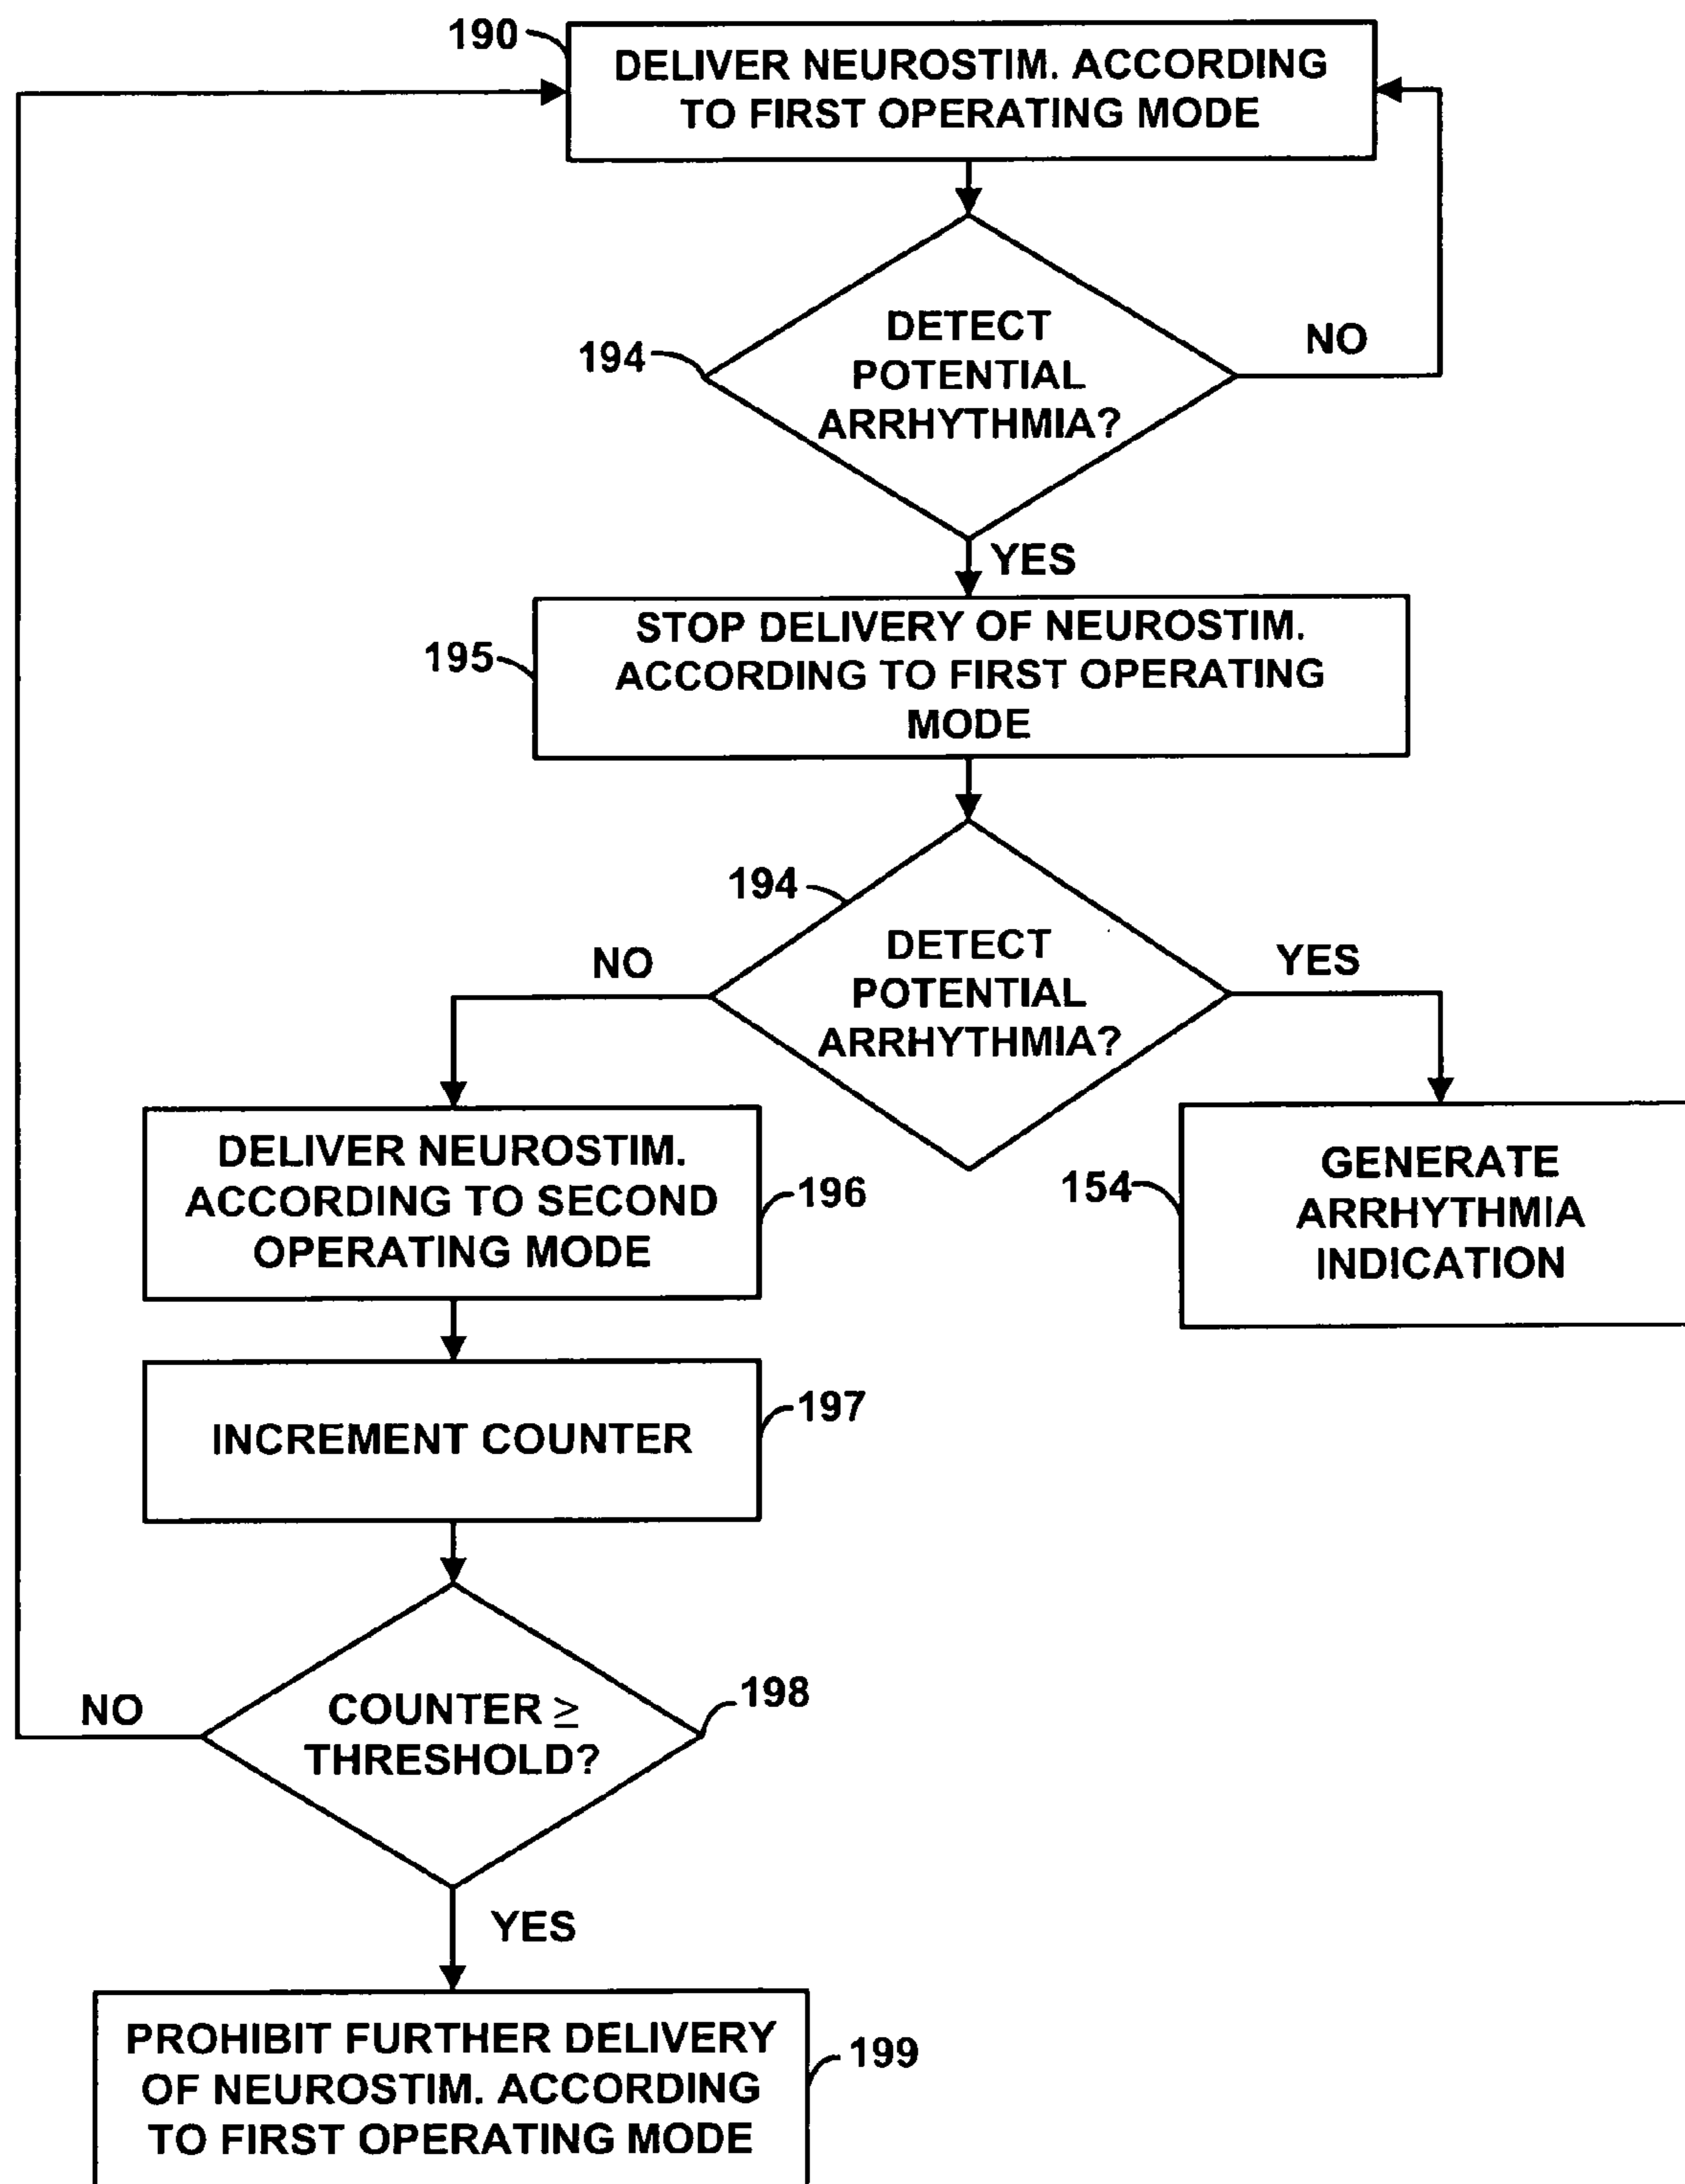 190
DELIVER NEUROSTIM. ACCORDING
TO FIRST OPERATING MODE
194
DETECT
POTENTIAL
ARRHYTHMIA?
NO
YES
195
STOP DELIVERY OF NEUROSTIM.
ACCORDING TO FIRST OPERATING
MODE
194
DETECT
POTENTIAL
ARRHYTHMIA?
NO
YES
DELIVER NEUROSTIM.
ACCORDING TO SECOND
OPERATING MODE
196
154
GENERATE
ARRHYTHMIA
INDICATION
INCREMENT COUNTER
197
COUNTER ≥
THRESHOLD?
198
NO
YES
PROHIBIT FURTHER DELIVERY
OF NEUROSTIM. ACCORDING
TO FIRST OPERATING MODE
199